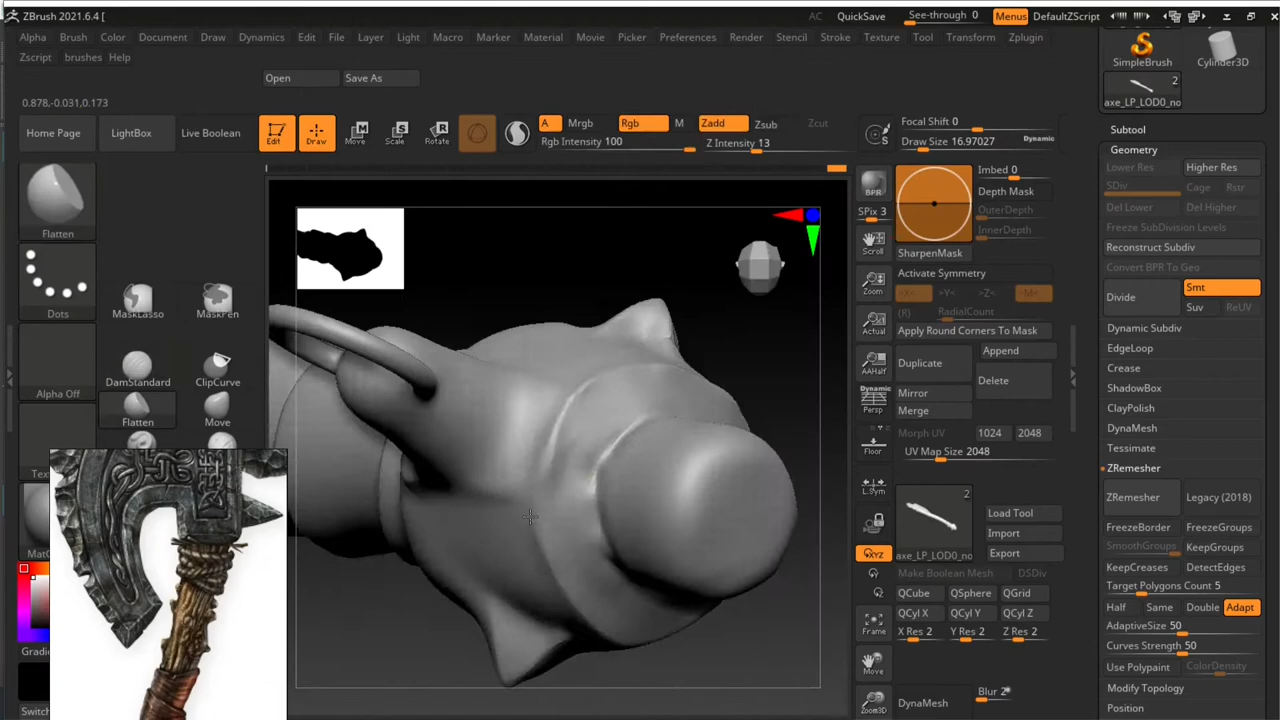 ZBrush 2021.6.4 [
AC QuickSave See-through 0 Menus DefaultZScript
Alpha Brush Color Document Draw Dynamics Edit File Layer Light Macro Marker Material Movie Picker Preferences Render Stencil Stroke Texture Tool Transform Zplugin
Zscript brushes Help
Open Save As
0.878,-0.031,0.173
Home Page LightBox Live Boolean Edit Draw Move Scale Rotate
A Mrgb Rgb M Zadd Zsub Zcut
Rgb Intensity 100 Z Intensity 13
Focal Shift 0
Draw Size 16.97027 Dynamic
Flatten
Dots
MaskLasso MaskPen
Alpha Off
DamStandard ClipCurve
Flatten Move
BPR
SPix 3
Scroll
Zoom
Actual
AAHalf
Dynamic
Persp
Floor
L.Sym
XYZ
Frame
Move
Zoom3D
Imbed 0
Depth Mask
OuterDepth
InnerDepth
SharpenMask
Activate Symmetry
>X< >Y< >Z< >M<
(R) RadialCount
Apply Round Corners To Mask
Duplicate Append
Mirror Delete
Merge
Morph UV 1024 2048
UV Map Size 2048
2
Load Tool
Import
axe_LP_LOD0_no Export
Make Boolean Mesh DSDiv
QCube QSphere QGrid
QCyl X QCyl Y QCyl Z
X Res 2 Y Res 2 Z Res 2
DynaMesh Blur 2
SimpleBrush Cylinder3D
2
axe_LP_LOD0_no
Subtool
Geometry
Lower Res Higher Res
SDiv Cage Rstr
Del Lower Del Higher
Freeze SubDivision Levels
Reconstruct Subdiv
Convert BPR To Geo
Divide Smt
Suv ReUV
Dynamic Subdiv
EdgeLoop
Crease
ShadowBox
ClayPolish
DynaMesh
Tessimate
ZRemesher
ZRemesher Legacy (2018)
FreezeBorder FreezeGroups
SmoothGroups KeepGroups
KeepCreases DetectEdges
Target Polygons Count 5
Half Same Double Adapt
AdaptiveSize 50
Curves Strength 50
Use Polypaint ColorDensity
Modify Topology
Position